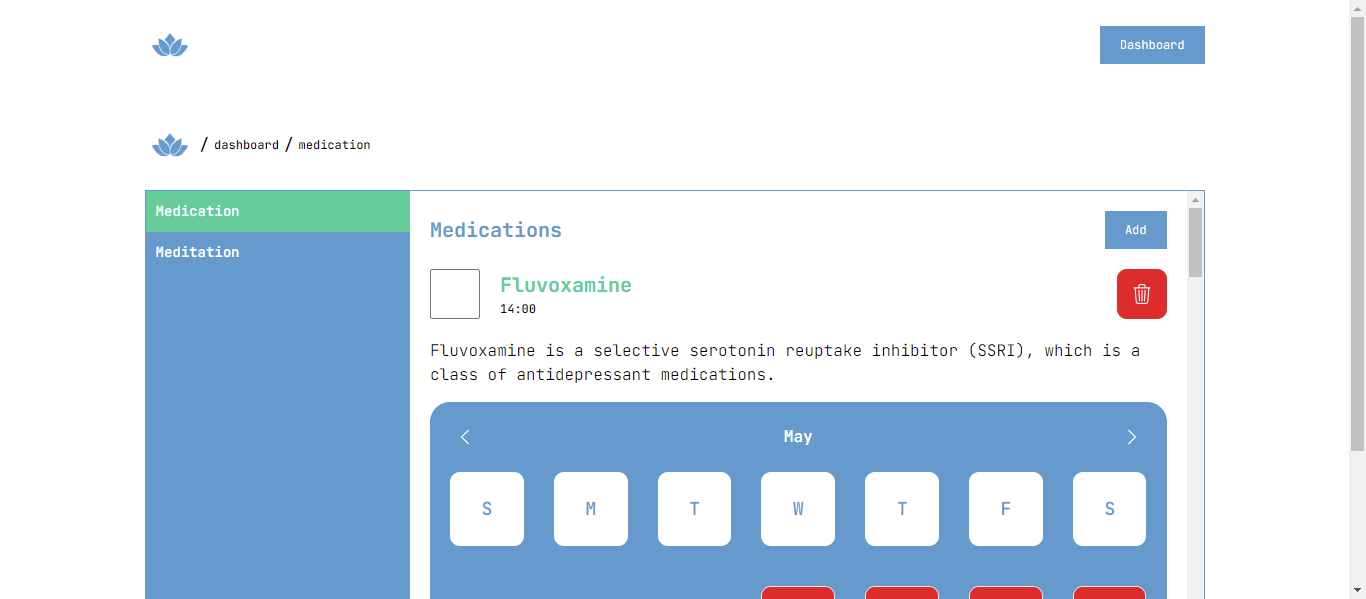 Dashboard
/ dashboard / medication
Medication
Meditation
Medications
Add
Fluvoxamine
14:00
Fluvoxamine is a selective serotonin reuptake inhibitor (SSRI), which is a
class of antidepressant medications.
May
S M T W T F S